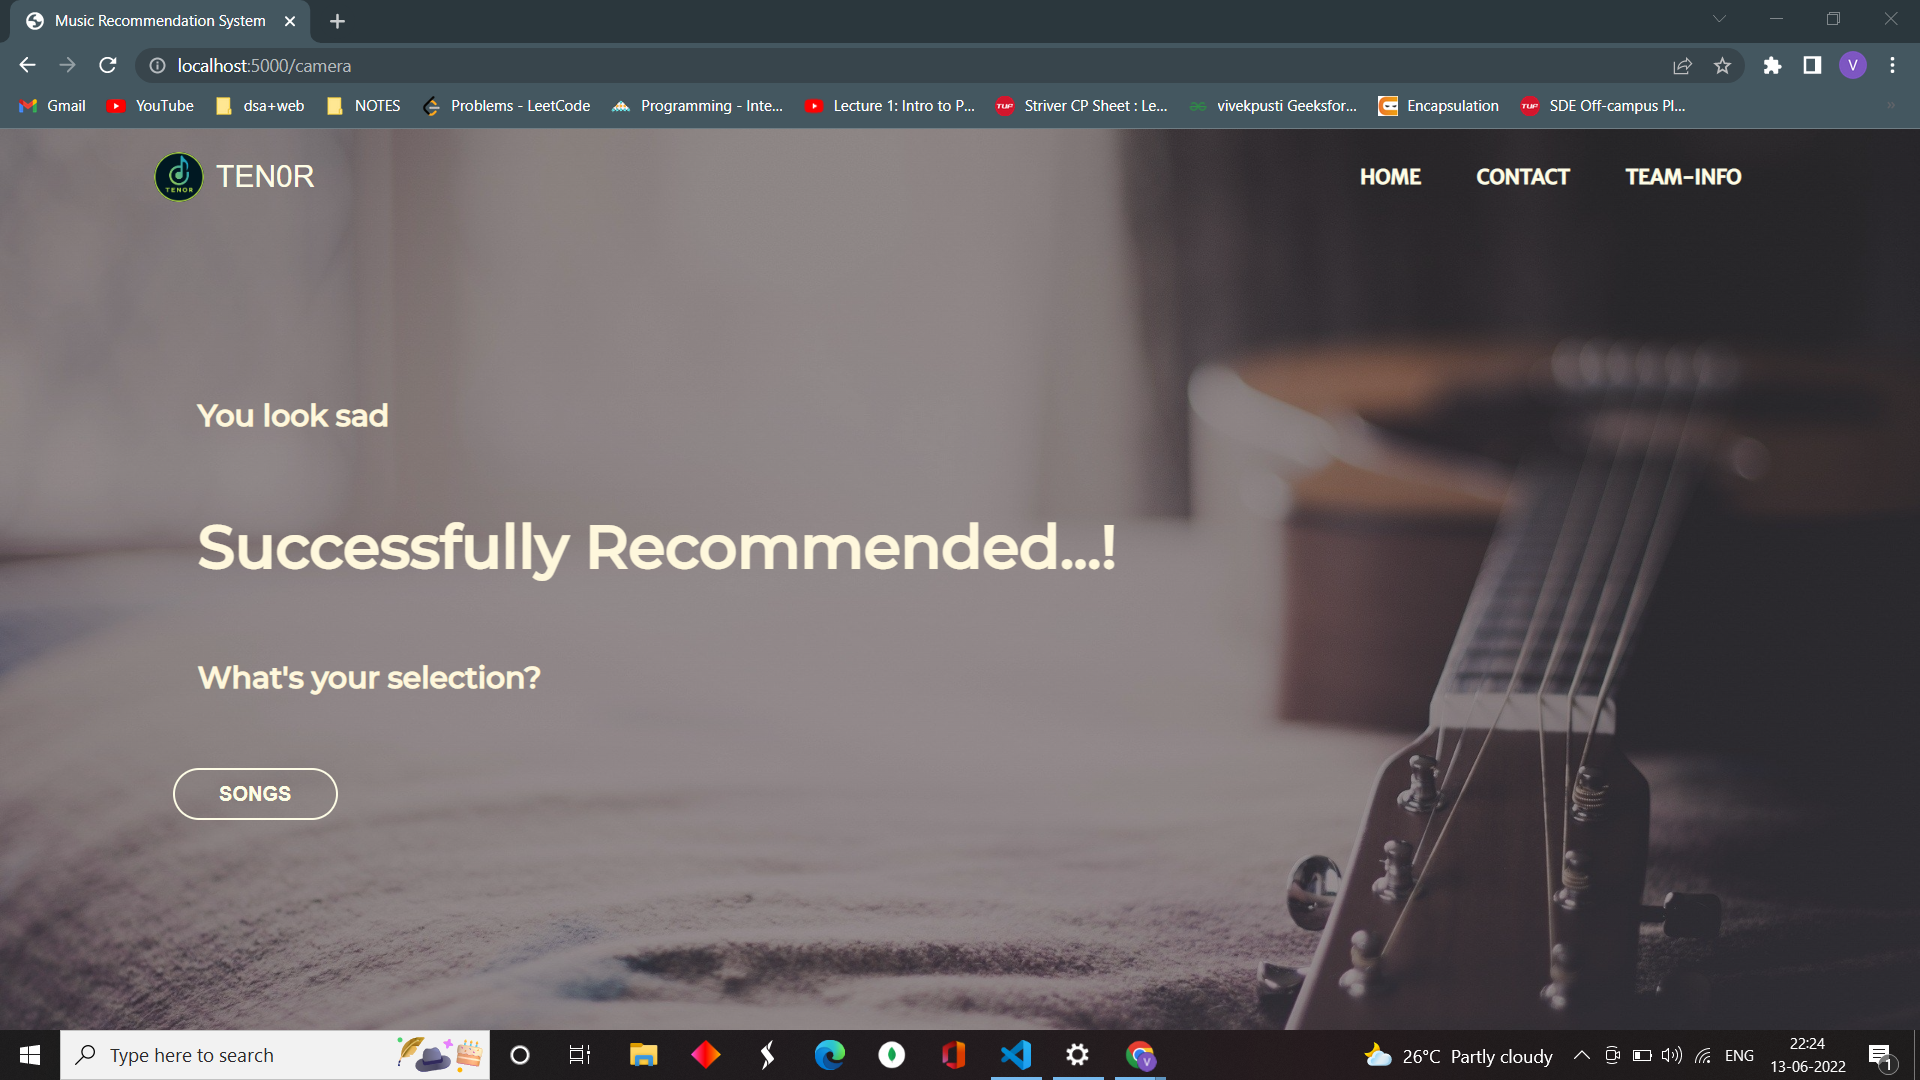 Music Recommendation System
localhost:5000/camera
V
Gmail
YouTube
dsa+web
NOTES
Problems - LeetCode
Programming - Inte...
Lecture 1: Intro to P...
TUF
Striver CP Sheet : Le...
vivekpusti Geeksfor...
Encapsulation
TUF
SDE Off-campus Pl...
»
TENOR
TEN0R
HOME
CONTACT
TEAM-INFO
You look sad
Successfully Recommended...!
What's your selection?
SONGS
Type here to search
V
26°C Partly cloudy
ENG
22:24
13-06-2022
1